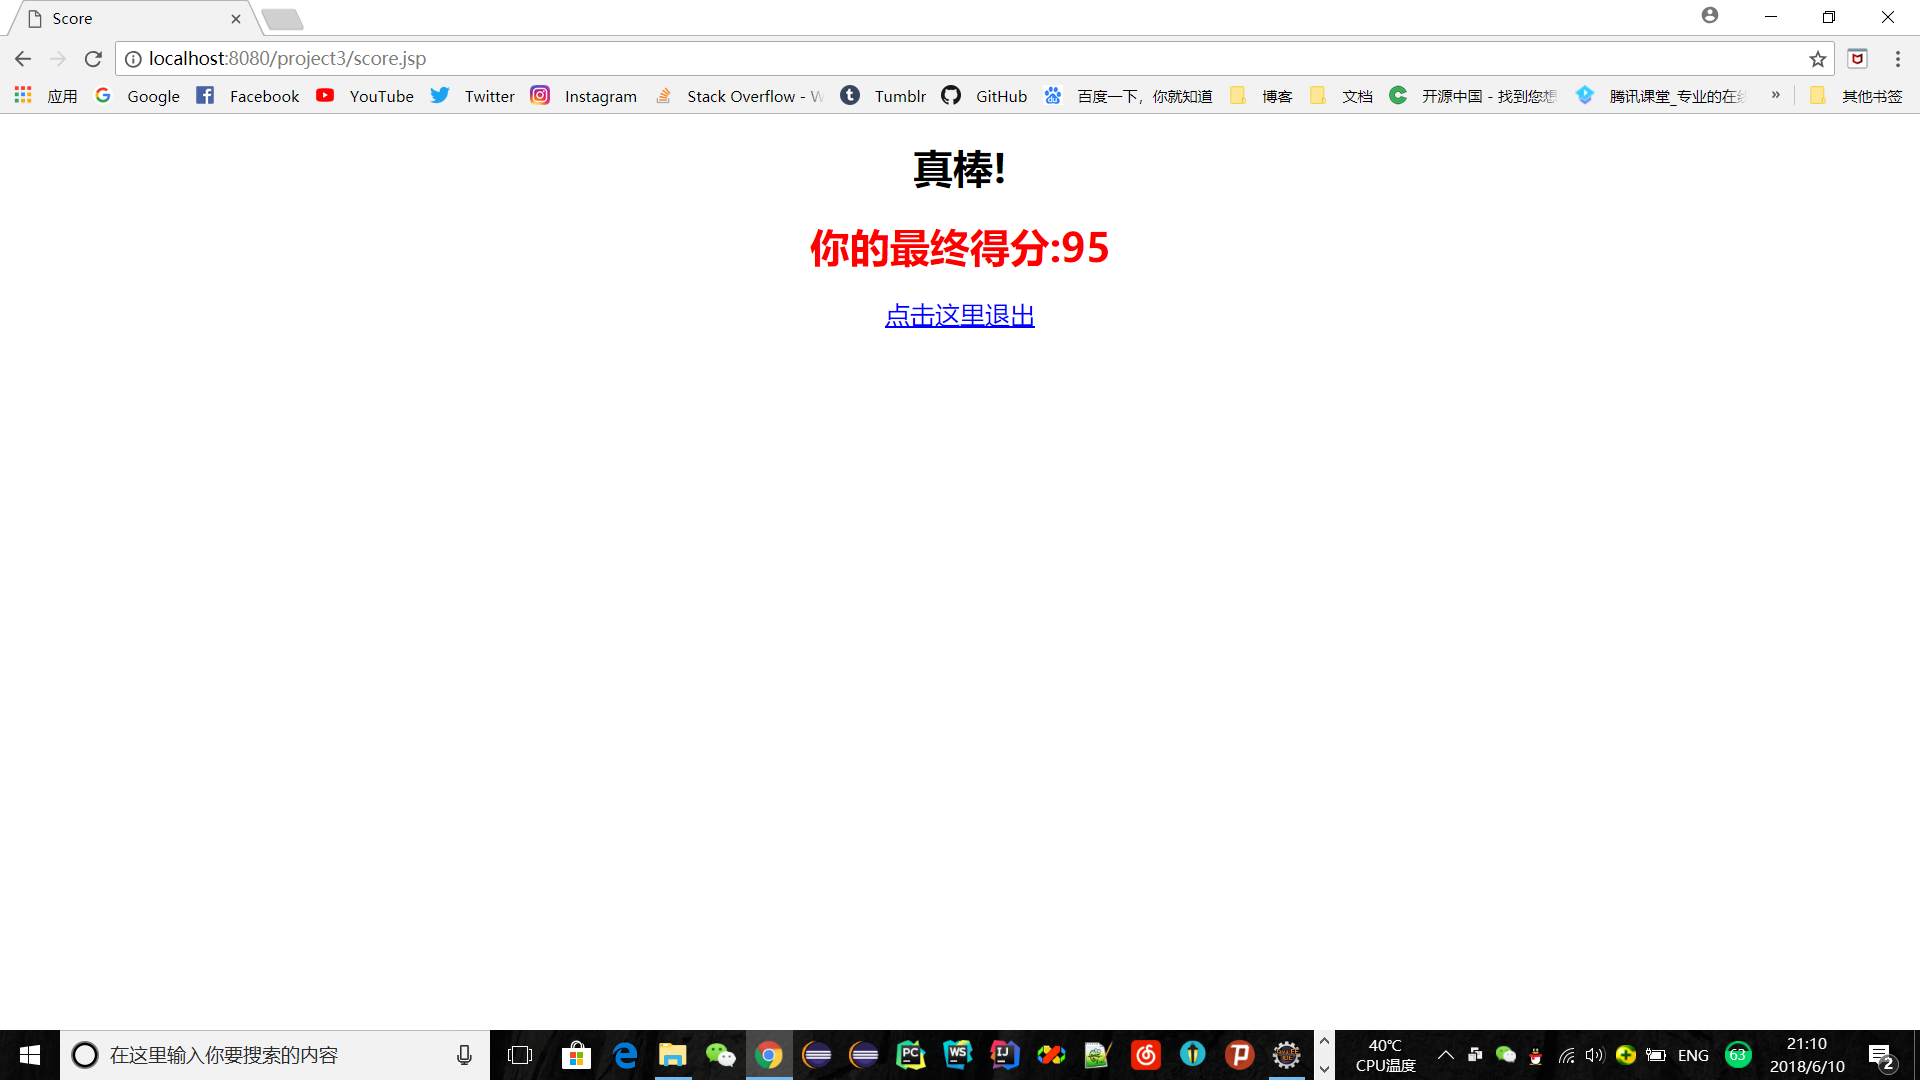 Score
localhost:8080/project3/score.jsp
应用 Google Facebook YouTube Twitter Instagram Stack Overflow - W Tumblr GitHub 百度一下，你就知道 博客 文档 开源中国 - 找到您想 腾讯课堂_专业的在线 » 其他书签
真棒!
你的最终得分:95
点击这里退出
在这里输入你要搜索的内容
PC WS IJ
40℃
CPU温度
ENG 63
21:10
2018/6/10
2